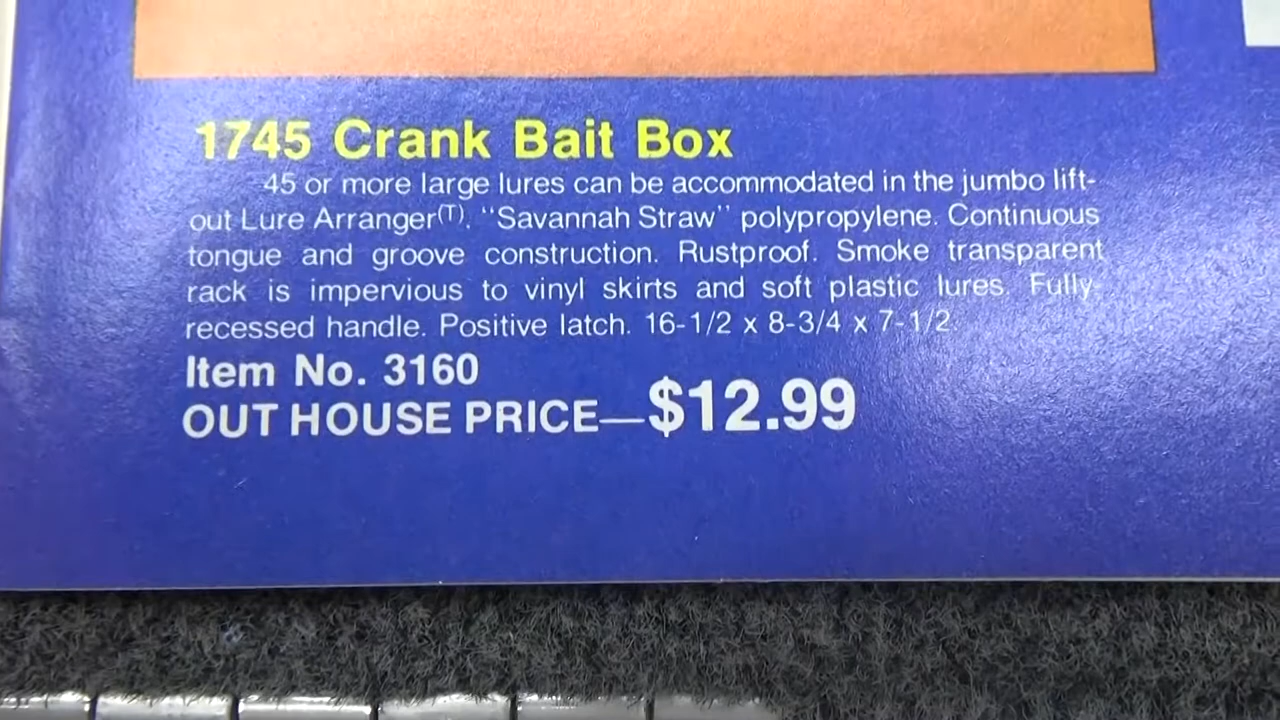 1745 Crank Bait Box
45 or more large lures can be accommodated in the jumbo lift-
out Lure Arranger(T). "Savannah Straw" polypropylene. Continuous
tongue and groove construction. Rustproof. Smoke transparent
rack is impervious to vinyl skirts and soft plastic lures. Fully-
recessed handle. Positive latch. 16-1/2 x 8-3/4 x 7-1/2.
Item No. 3160
OUT HOUSE PRICE—$12.99